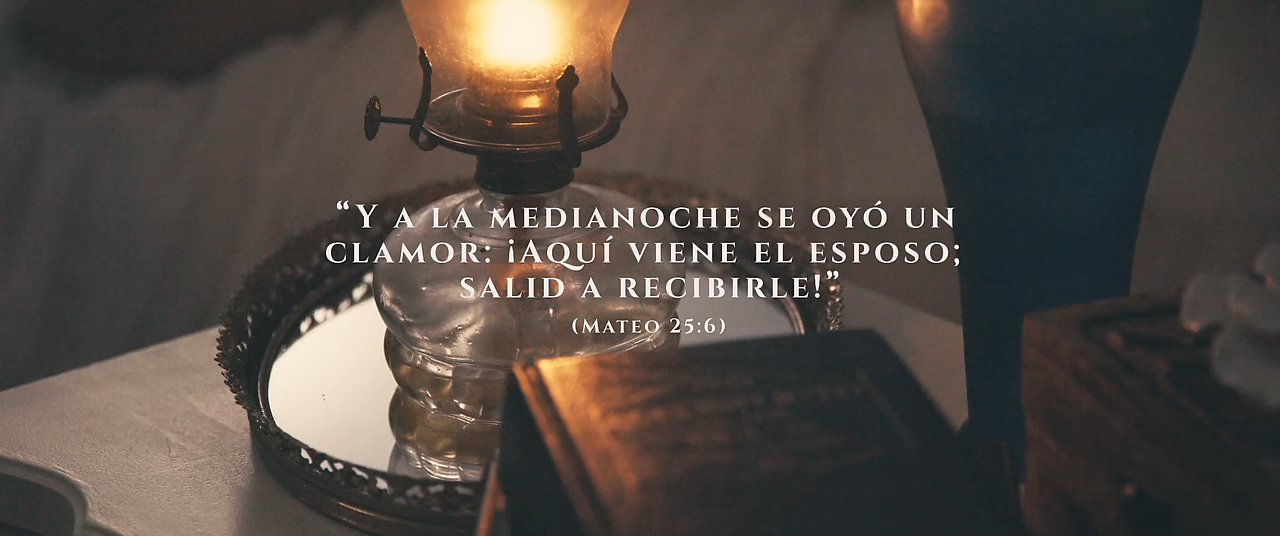 “Y A LA MEDIANOCHE SE OYÓ UN
CLAMOR: ¡AQUÍ VIENE EL ESPOSO;
SALID A RECIBIRLE!”
(MATEO 25:6)